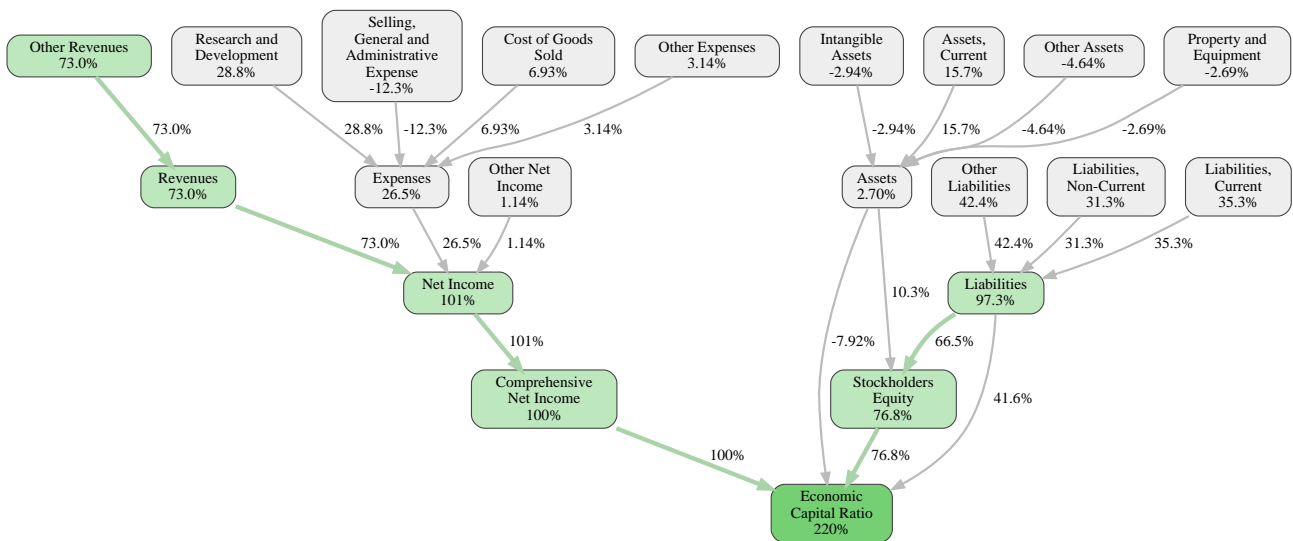 Other Revenues
73.0%
Research and
Development
28.8%
Selling,
General and
Administrative
Expense
-12.3%
Cost of Goods
Sold
6.93%
Other Expenses
3.14%
Intangible
Assets
-2.94%
Assets,
Current
15.7%
Other Assets
-4.64%
Property and
Equipment
-2.69%
73.0%
28.8%
-12.3%
6.93%
3.14%
-2.94%
15.7%
-4.64%
-2.69%
Revenues
73.0%
Expenses
26.5%
Other Net
Income
1.14%
Assets
2.70%
Other
Liabilities
42.4%
Liabilities,
Non-Current
31.3%
Liabilities,
Current
35.3%
73.0%
26.5%
1.14%
42.4%
31.3%
35.3%
Net Income
101%
10.3%
Liabilities
97.3%
101%
-7.92%
66.5%
Comprehensive
Net Income
100%
Stockholders
Equity
76.8%
41.6%
100%
76.8%
Economic
Capital Ratio
220%